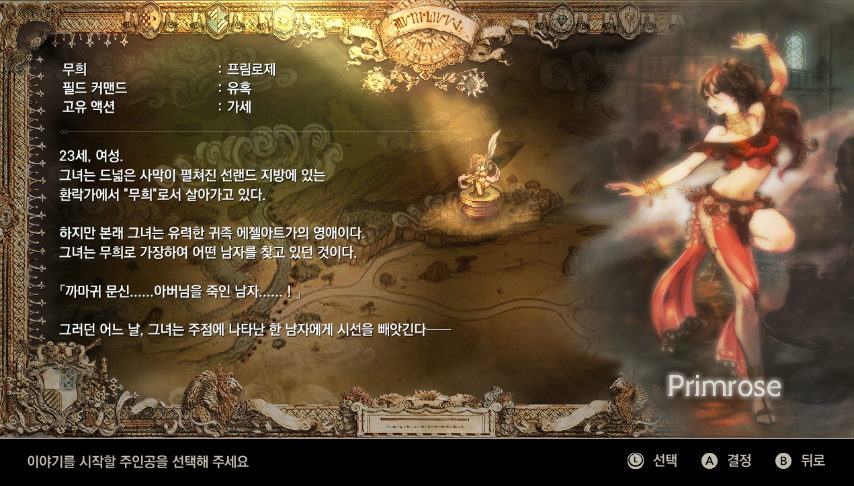 무희 : 프림로제
필드 커맨드 : 유혹
고유 액션 : 가세
23세, 여성.
그녀는 드넓은 사막이 펼쳐진 선랜드 지방에 있는
환락가에서 "무희"로서 살아가고 있다.
하지만 본래 그녀는 유력한 귀족 에젤아트가의 영애이다.
그녀는 무희로 가장하여 어떤 남자를 찾고 있던 것이다.
「까마귀 문신......아버님을 죽인 남자......！」
그러던 어느 날, 그녀는 주점에 나타난 한 남자에게 시선을 빼앗긴다──
Primrose
이야기를 시작할 주인공을 선택해 주세요
L 선택 A 결정 B 뒤로